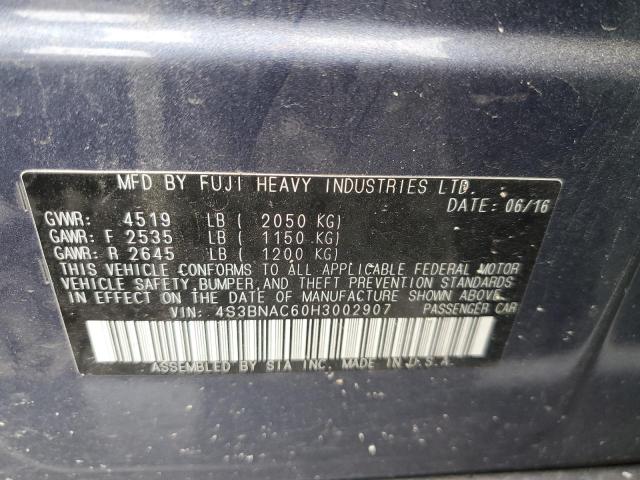 MFD BY FUJI HEAVY INDUSTRIES LTD.
DATE: 06/16
GVWR: 4519 LB ( 2050 KG)
GAWR: F 2535 LB ( 1150 KG)
GAWR: R 2645 LB ( 1200 KG)
THIS VEHICLE CONFORMS TO ALL APPLICABLE FEDERAL MOTOR
VEHICLE SAFETY, BUMPER, AND THEFT PREVENTION STANDARDS
IN EFFECT ON THE DATE OF MANUFACTURE SHOWN ABOVE.
VIN: 4S3BNAC60H3002907 PASSENGER CAR
ASSEMBLED BY SIA INC. MADE IN U.S.A.